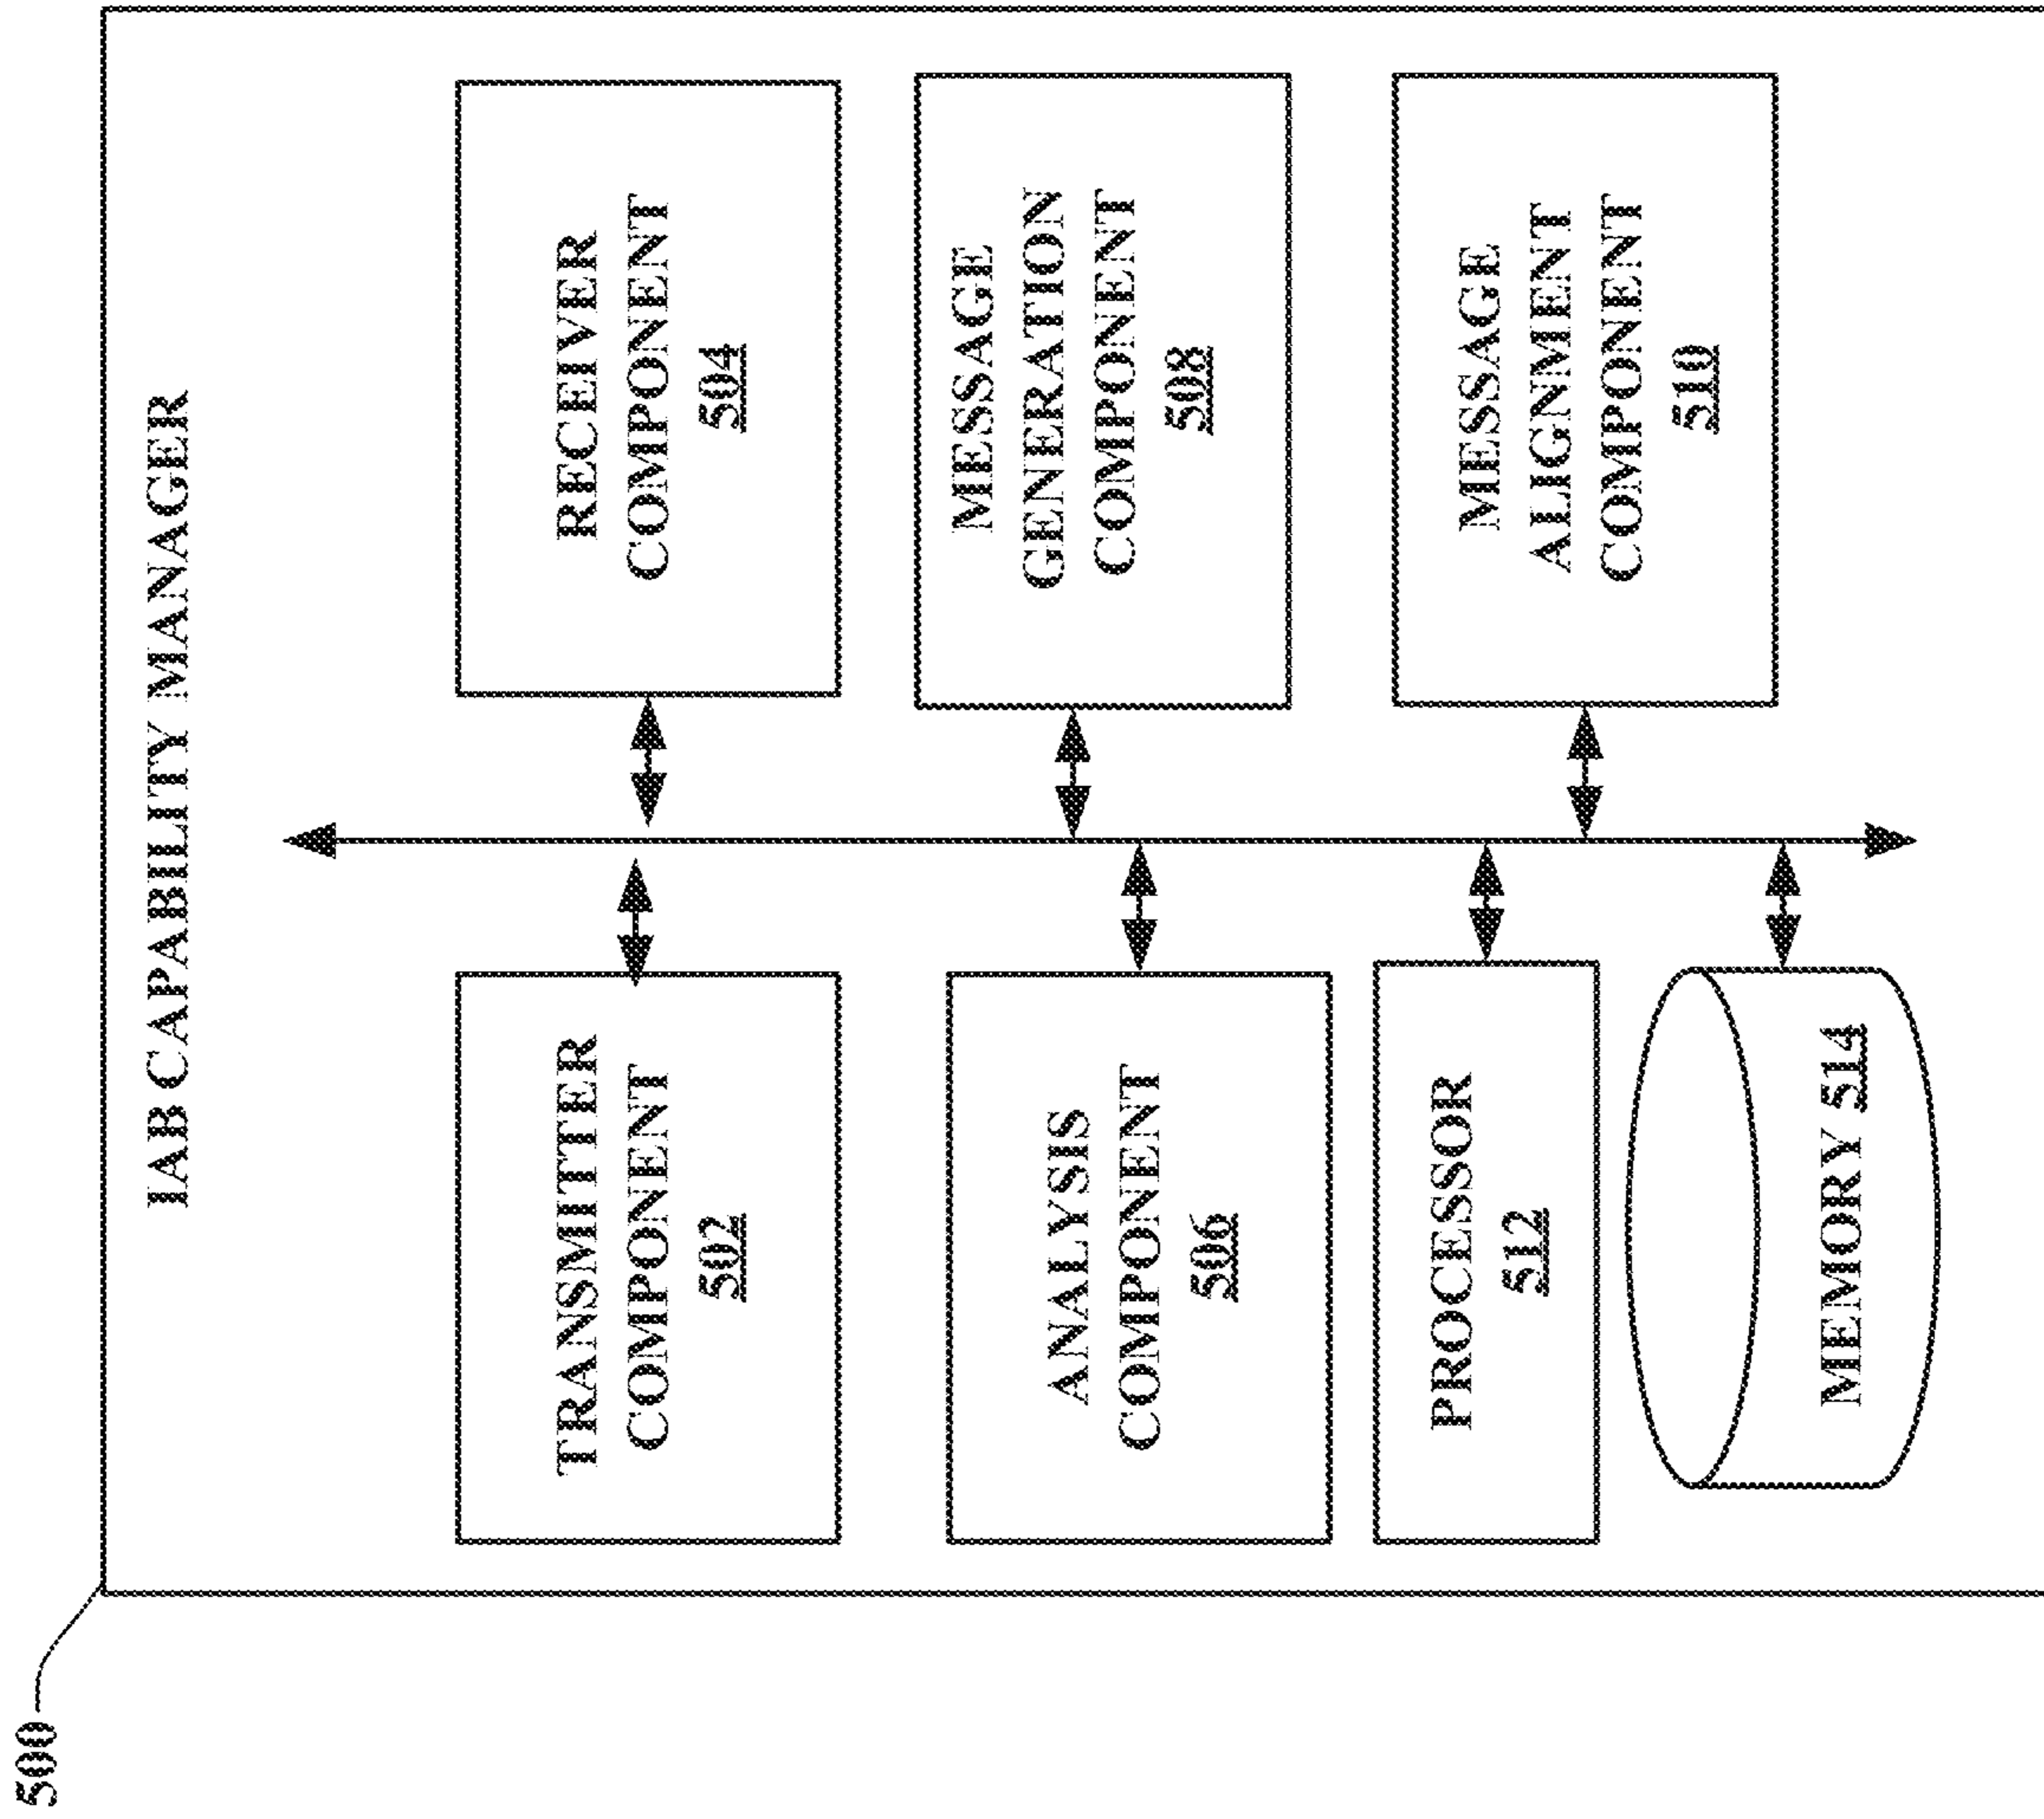 500
IAB CAPABILITY MANAGER
TRANSMITTER
COMPONENT
502
RECEIVER
COMPONENT
504
ANALYSIS
COMPONENT
506
MESSAGE
GENERATION
COMPONENT
508
PROCESSOR
512
MESSAGE
ALIGNMENT
COMPONENT
510
MEMORY 514